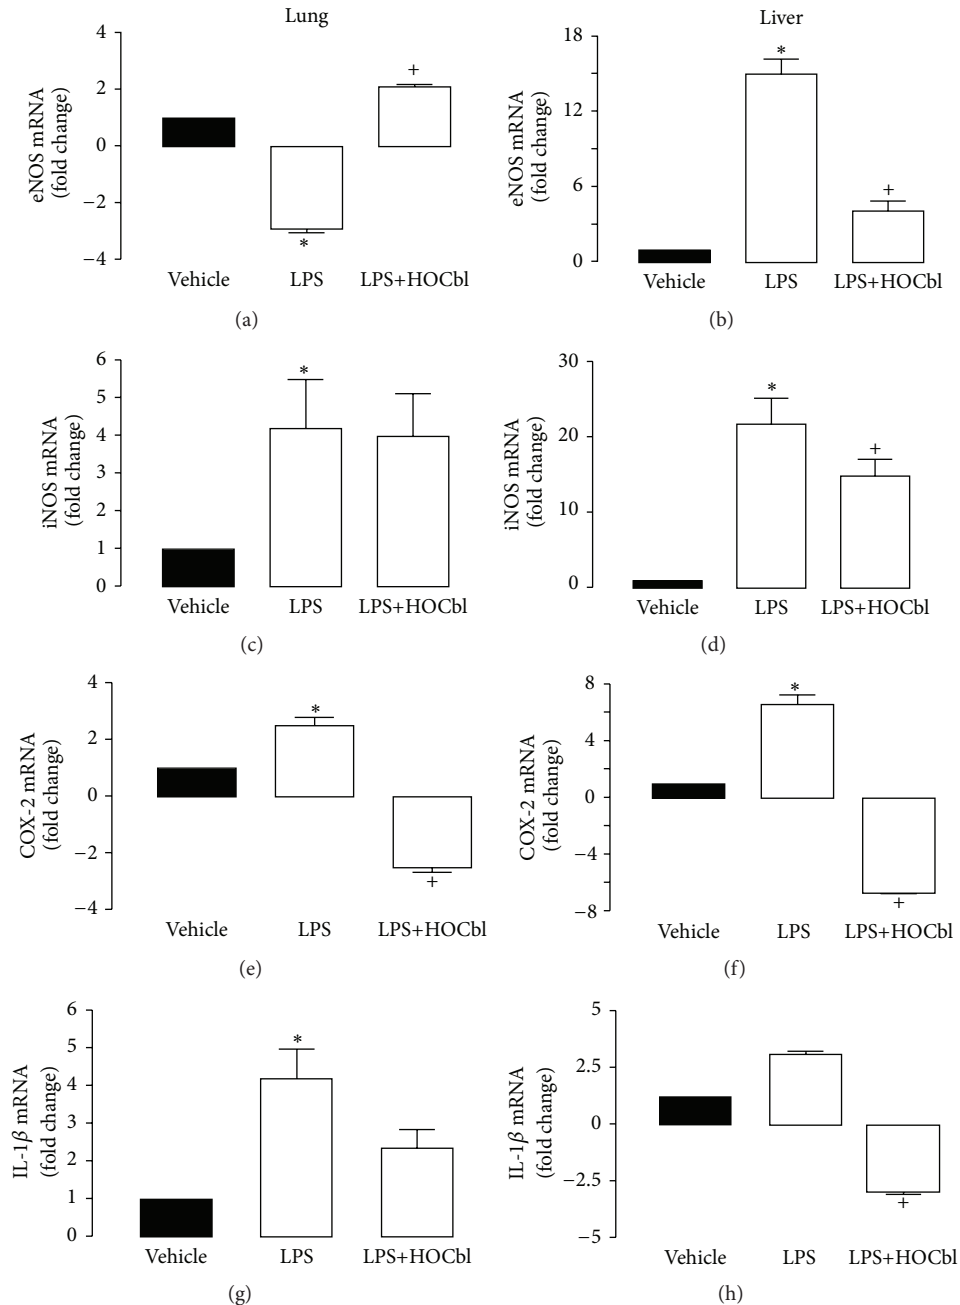 Lung
eNOS mRNA
(fold change)
4
2
0
−2
−4
+
*
Vehicle LPS LPS+HOCbl
(a)
Liver
eNOS mRNA
(fold change)
18
12
6
0
*
+
Vehicle LPS LPS+HOCbl
(b)
iNOS mRNA
(fold change)
6
5
4
3
2
1
0
*
Vehicle LPS LPS+HOCbl
(c)
iNOS mRNA
(fold change)
30
20
10
0
*
+
Vehicle LPS LPS+HOCbl
(d)
COX-2 mRNA
(fold change)
4
2
0
−2
−4
*
+
Vehicle LPS LPS+HOCbl
(e)
COX-2 mRNA
(fold change)
8
4
0
−4
−8
*
+
Vehicle LPS LPS+HOCbl
(f)
IL-1β mRNA
(fold change)
6
5
4
3
2
1
0
*
Vehicle LPS LPS+HOCbl
(g)
IL-1β mRNA
(fold change)
5
2.5
0
−2.5
−5
+
Vehicle LPS LPS+HOCbl
(h)